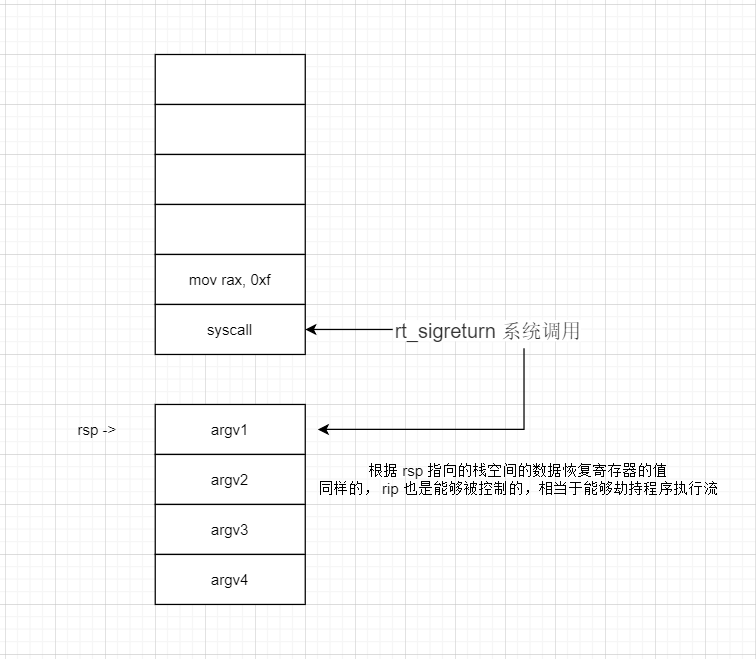 mov rax, 0xf
syscall
rt_sigreturn 系统调用
rsp ->
argv1
argv2
根据 rsp 指向的栈空间的数据恢复寄存器的值
同样的， rip 也是能够被控制的，相当于能够劫持程序执行流
argv3
argv4